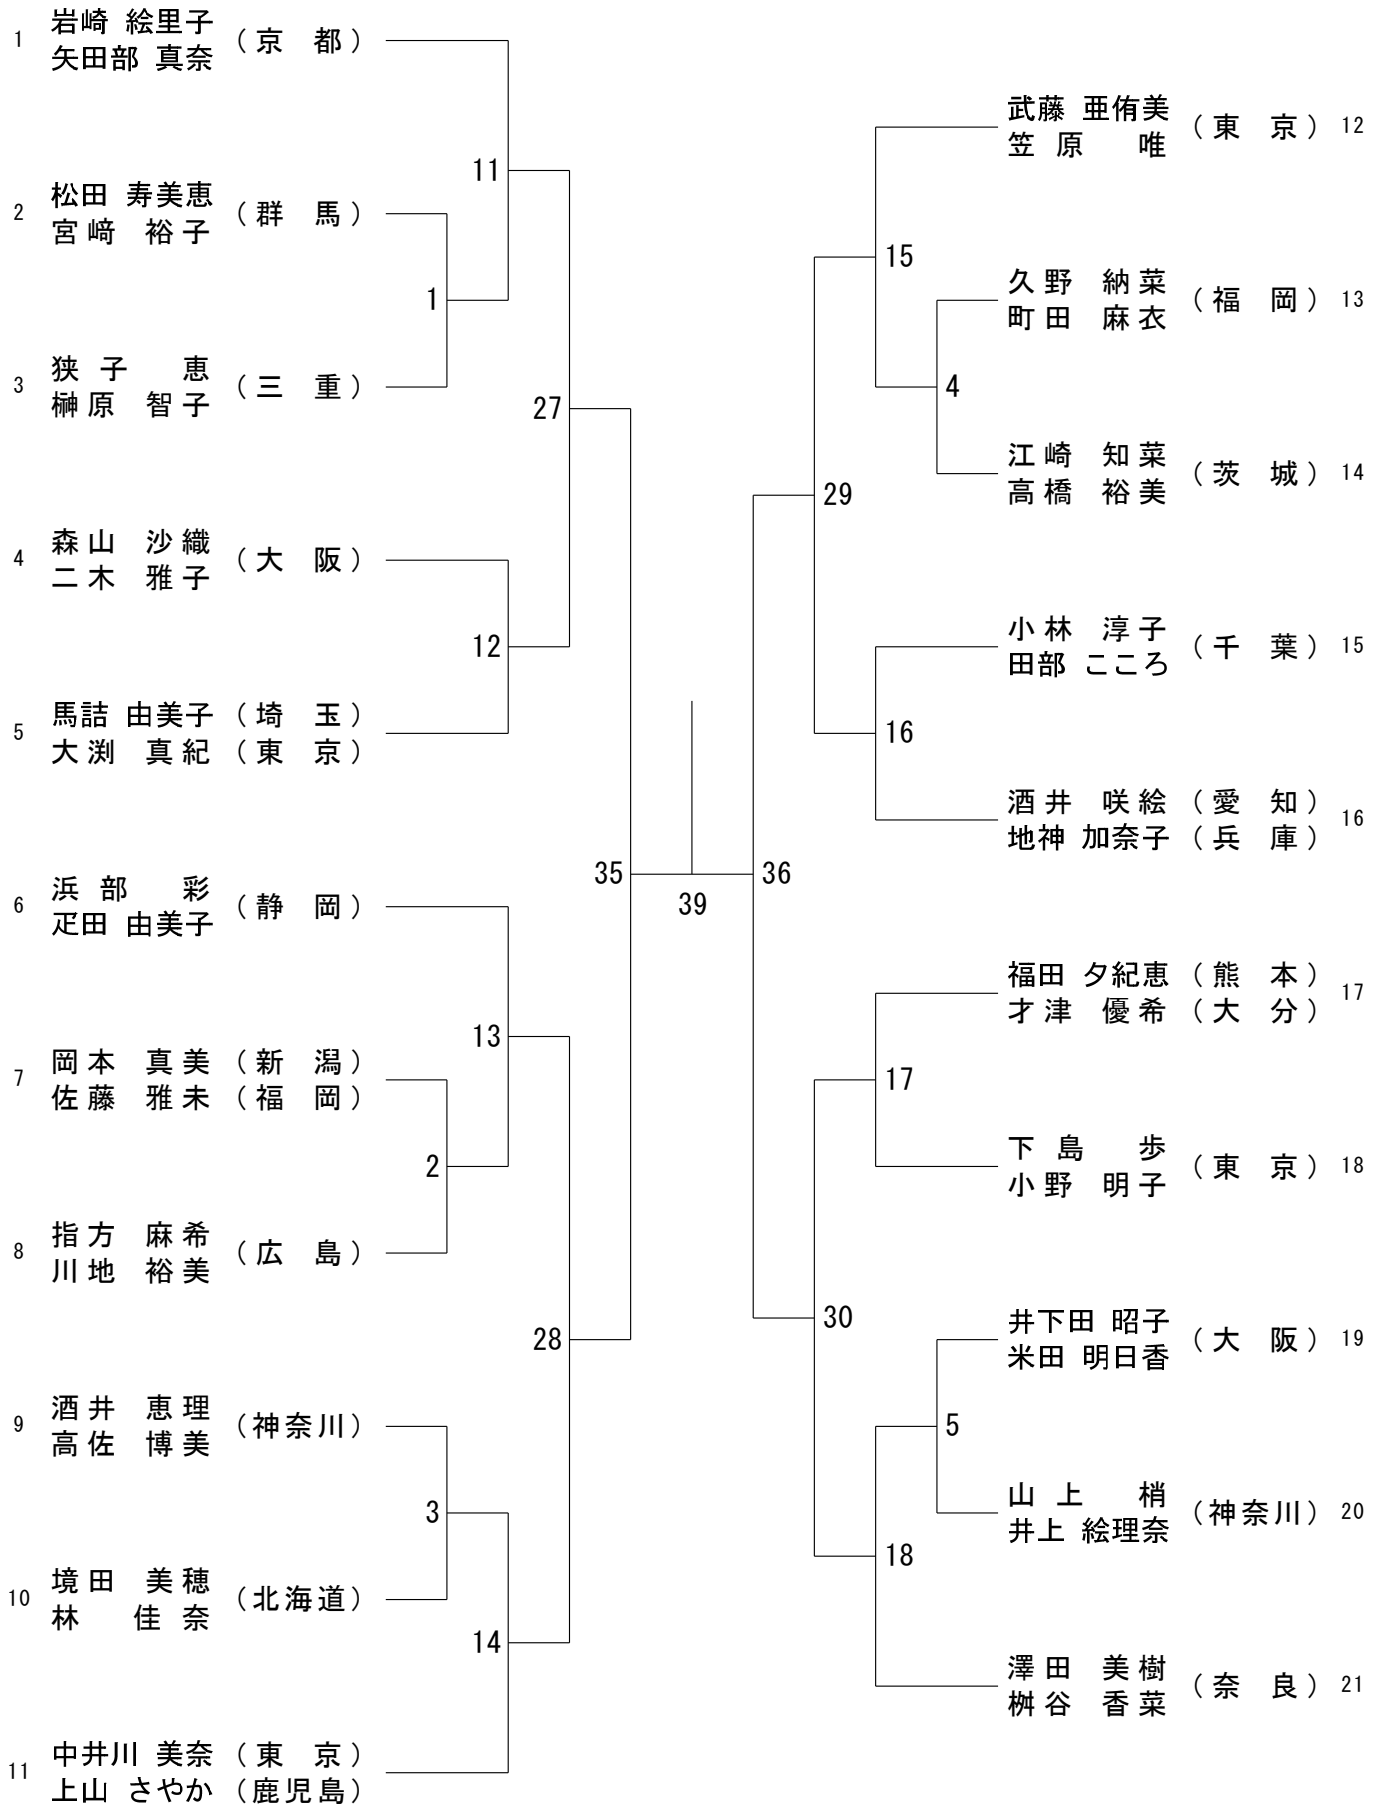 1 岩崎 絵里子 （京 都）
矢田部 真奈
11
2 松田 寿美恵 （群 馬）
宮﨑 裕子
1
3 狭子 恵 （三 重）
榊原 智子
27
4 森山 沙織 （大 阪）
二木 雅子
12
5 馬詰 由美子 （埼 玉）
大渕 真紀 （東 京）
35
6 浜部 彩 （静 岡）
疋田 由美子
13
7 岡本 真美 （新 潟）
佐藤 雅未 （福 岡）
2
8 指方 麻希 （広 島）
川地 裕美
28
9 酒井 恵理 （神奈川）
高佐 博美
3
10 境田 美穂 （北海道）
林 佳奈
14
11 中井川 美奈 （東 京）
上山 さやか （鹿児島）
39
武藤 亜侑美 （東 京） 12
笠原 唯
15
久野 納菜 （福 岡） 13
町田 麻衣
4
江崎 知菜 （茨 城） 14
高橋 裕美
29
小林 淳子 （千 葉） 15
田部 こころ
16
酒井 咲絵 （愛 知） 16
地神 加奈子 （兵 庫）
36
福田 夕紀恵 （熊 本） 17
才津 優希 （大 分）
17
下島 歩 （東 京） 18
小野 明子
30
井下田 昭子 （大 阪） 19
米田 明日香
5
山上 梢 （神奈川） 20
井上 絵理奈
18
澤田 美樹 （奈 良） 21
桝谷 香菜